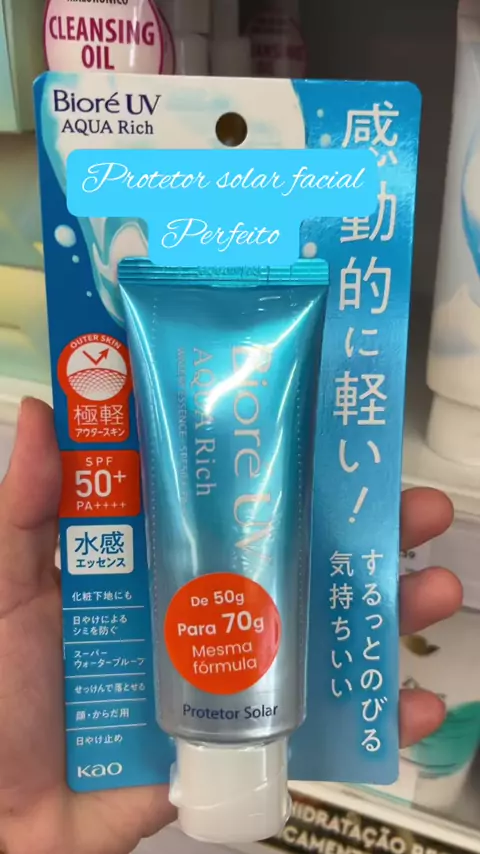 CLEANSING
OIL
Bioré UV
AQUA Rich
Protetor solar facial
Perfeito
感動的に軽い!
するっとのびる
気持ちいい
OUTER SKIN
極軽
アウタースキン
SPF
50+
PA++++
水感
エッセンス
化粧下地にも
日やけによる
シミを防ぐ
スーパー
ウォータープルーフ
せっけんで落とせる
顔・からだ用
日やけ止め
Kao
Bioré UV
AQUA Rich
De 50g
Para 70g
Mesma
fórmula
Protetor Solar
HIDRATAÇÃO